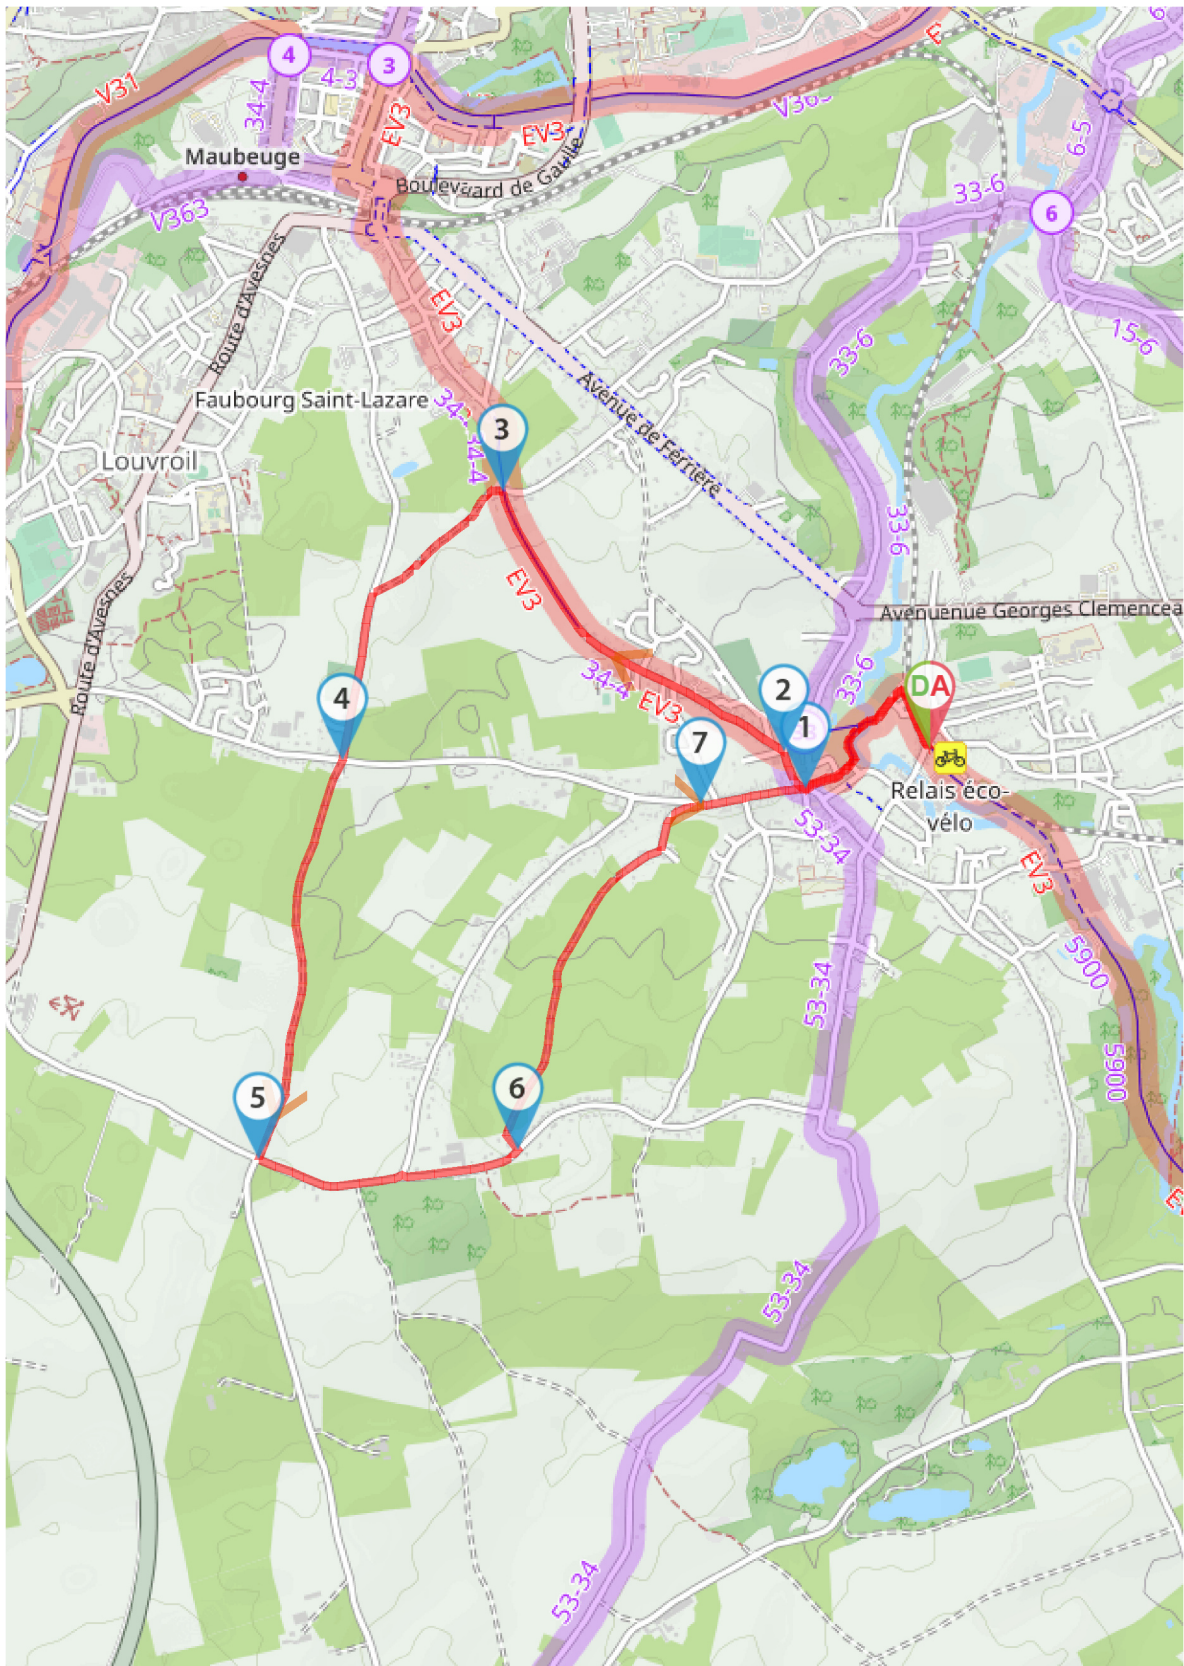 4
3
4-3
V31
34-4
EV3
EV3
V363
6-5
Maubeuge
Boulevard de Gaulle
V363
33-6
6
Route d'Avesnes
EV3
33-6
15-6
Avenue de Ferrière
Faubourg Saint-Lazare
34-4
3
Louvroil
33-6
EV3
Route d'Avesnes
Avenuenue Georges Clemencea
33-6
34-4
EV3
2
DA
4
1
7
Relais éco-
vélo
53-34
EV3
5900
53-34
5900
5
6
53-34
53-34